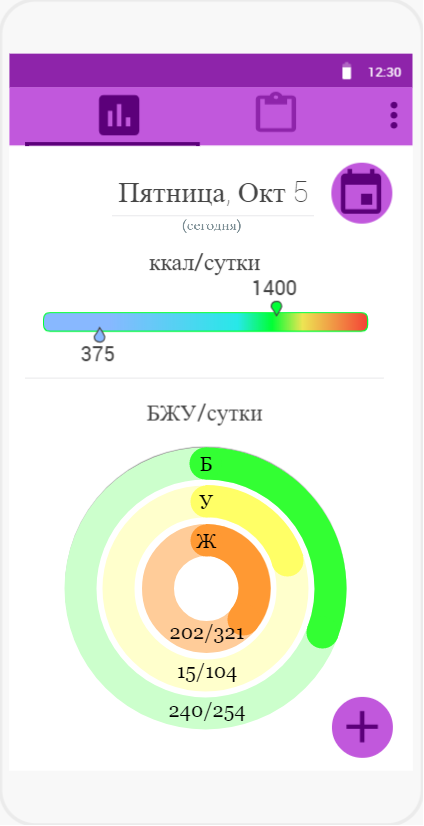 12:30
Пятница, Окт 5
(сегодня)
ккал/сутки
1400
375
БЖУ/сутки
Б
У
Ж
202/321
15/104
240/254